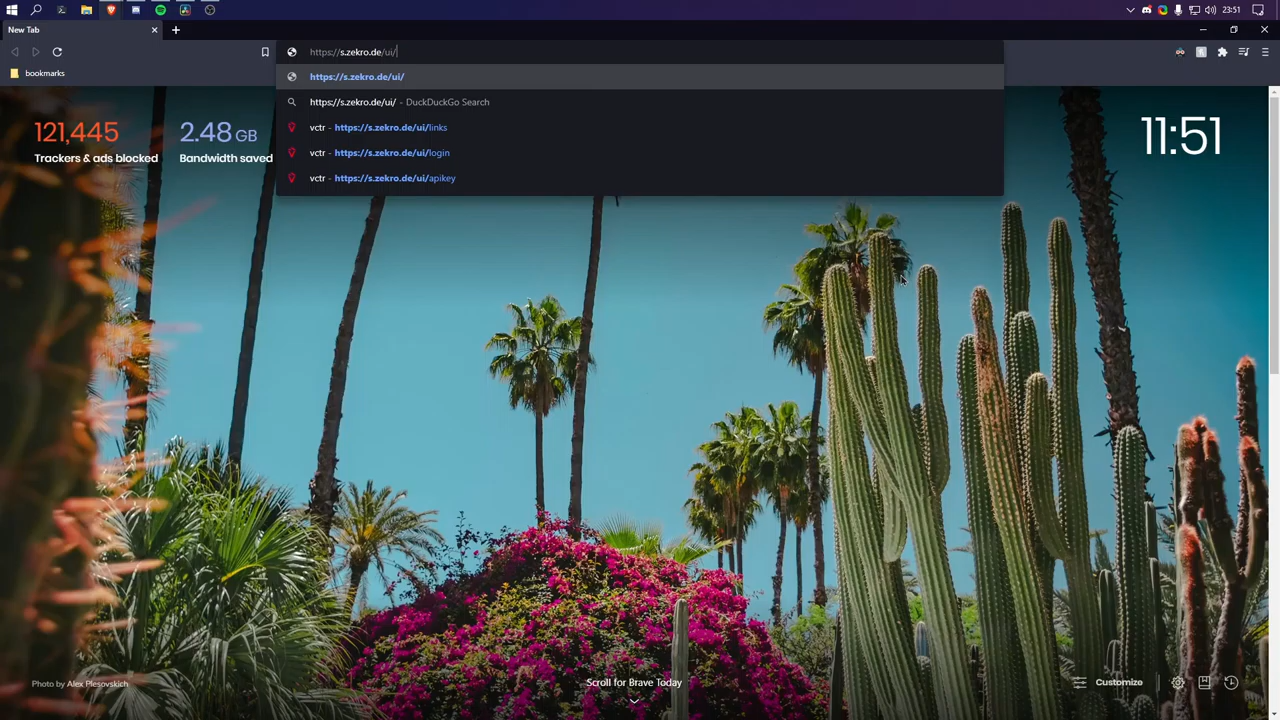 23:51
New Tab
https://s.zekro.de/ui/
bookmarks
https://s.zekro.de/ui/
https://s.zekro.de/ui/ - DuckDuckGo Search
vctr - https://s.zekro.de/ui/links
vctr - https://s.zekro.de/ui/login
vctr - https://s.zekro.de/ui/apikey
121,445
Trackers & ads blocked
2.48 GB
Bandwidth saved
11:51
Photo by Alex Plesovskich
Scroll for Brave Today
Customize